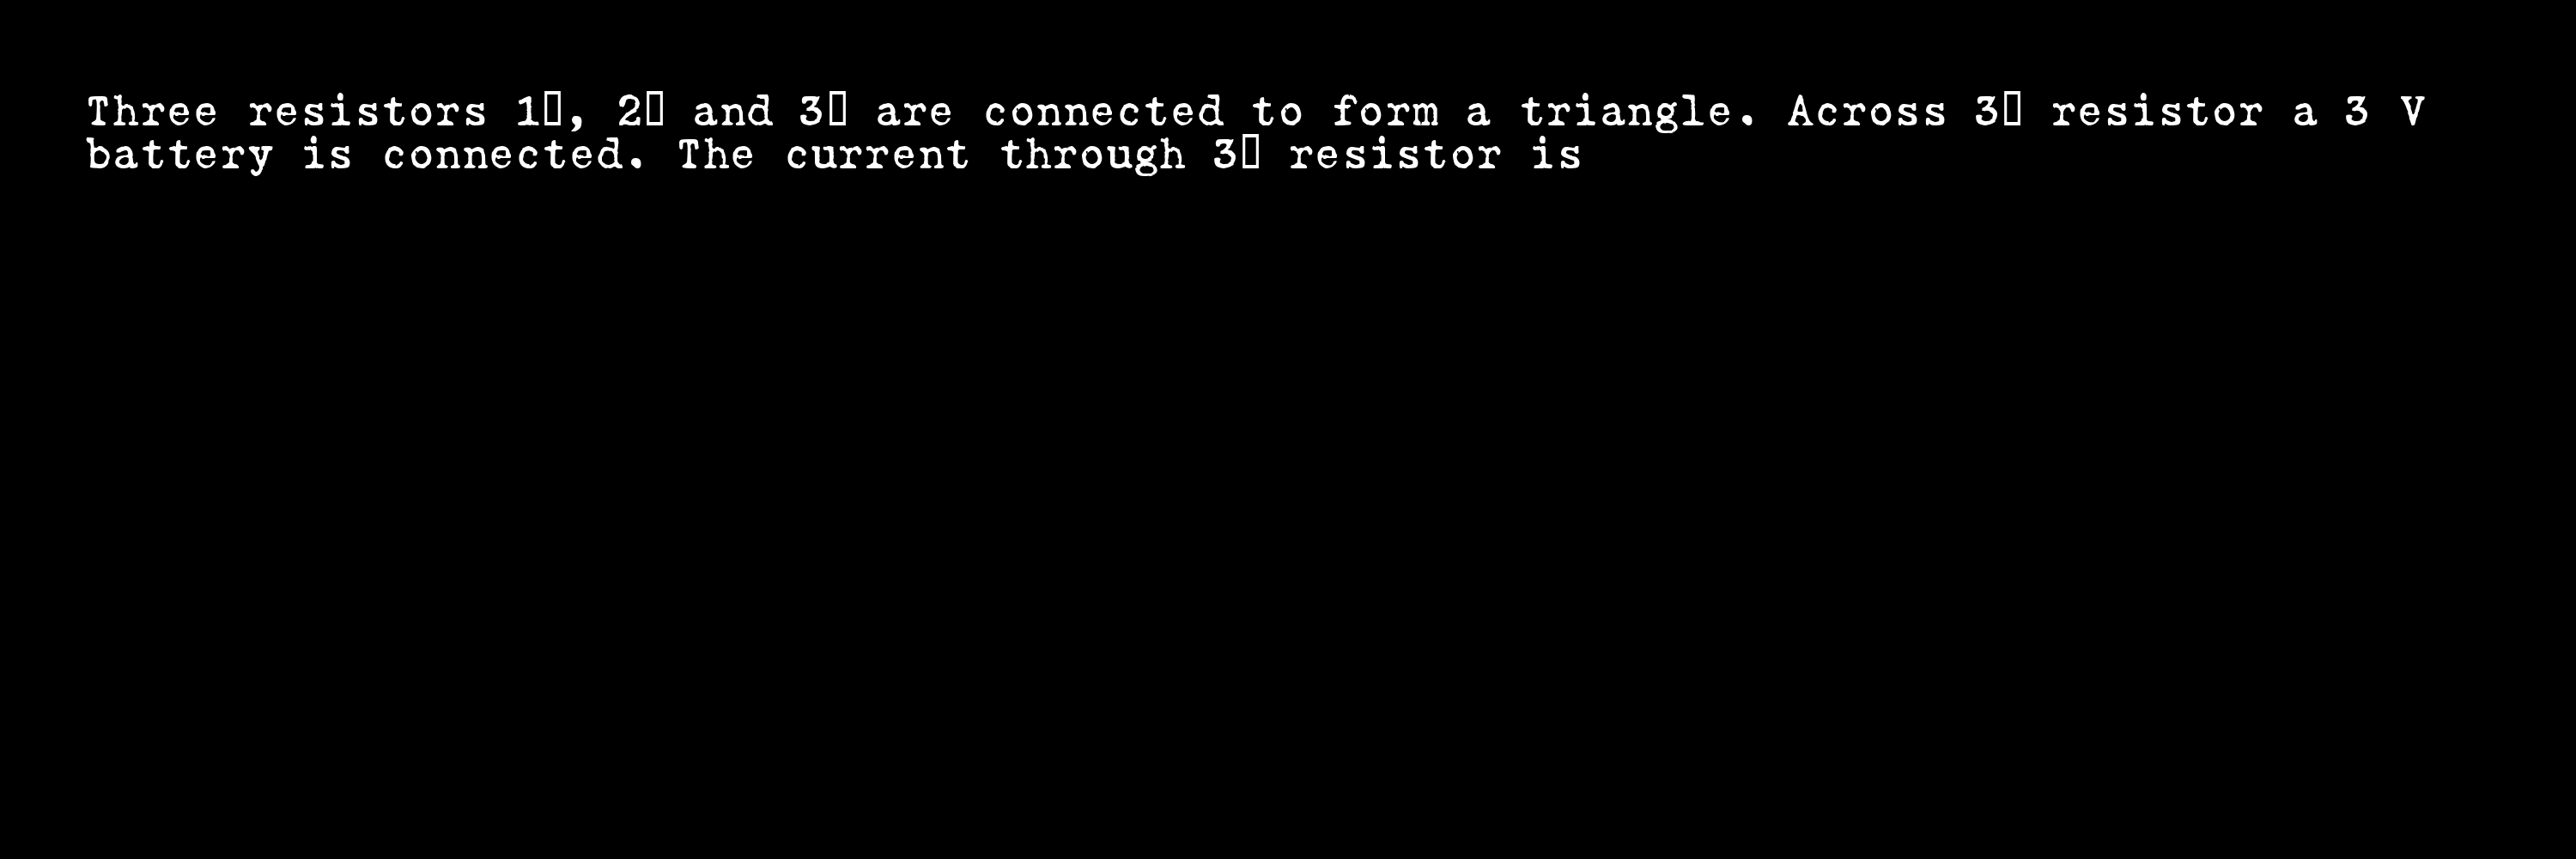 Three resistors 1▯, 2▯ and 3▯ are connected to form a triangle. Across 3▯ resistor a 3 V
battery is connected. The current through 3▯ resistor is